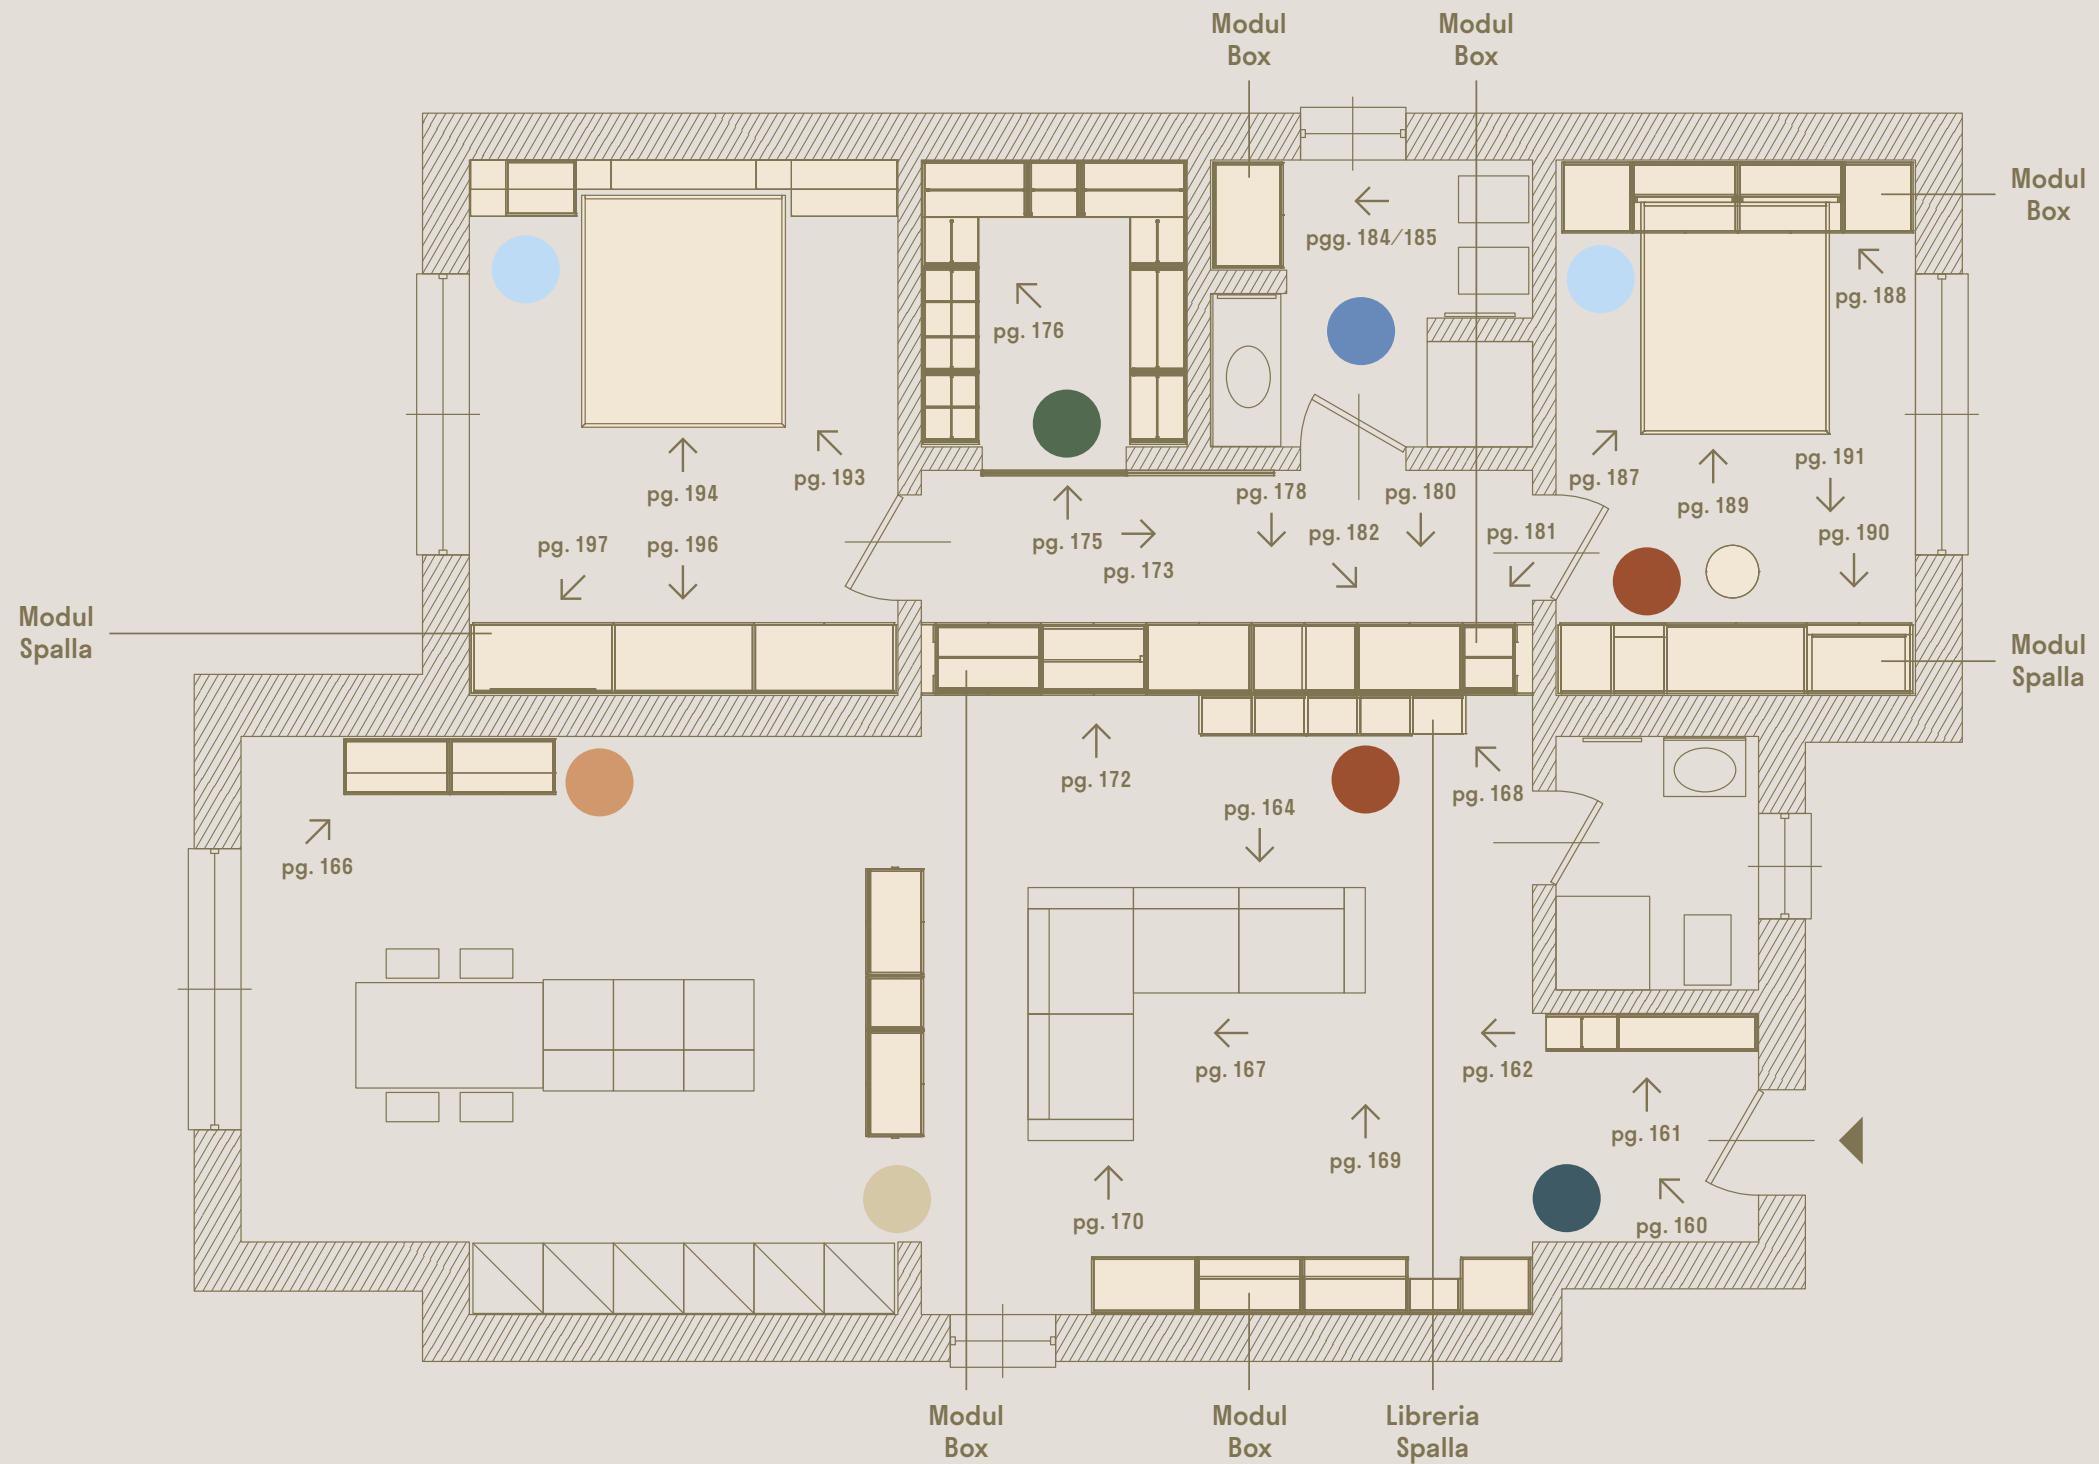 Modul
Box
Modul
Box
Modul
Box
pgg. 184/185
pg. 188
pg. 176
pg. 193
pg. 194
pg. 191
pg. 187
pg. 189
pg. 178
pg. 180
pg. 197
pg. 196
pg. 175
pg. 182
pg. 181
pg. 190
pg. 173
Modul
Spalla
Modul
Spalla
pg. 172
pg. 168
pg. 164
pg. 166
pg. 167
pg. 162
pg. 161
pg. 169
pg. 170
pg. 160
Modul
Box
Modul
Box
Libreria
Spalla